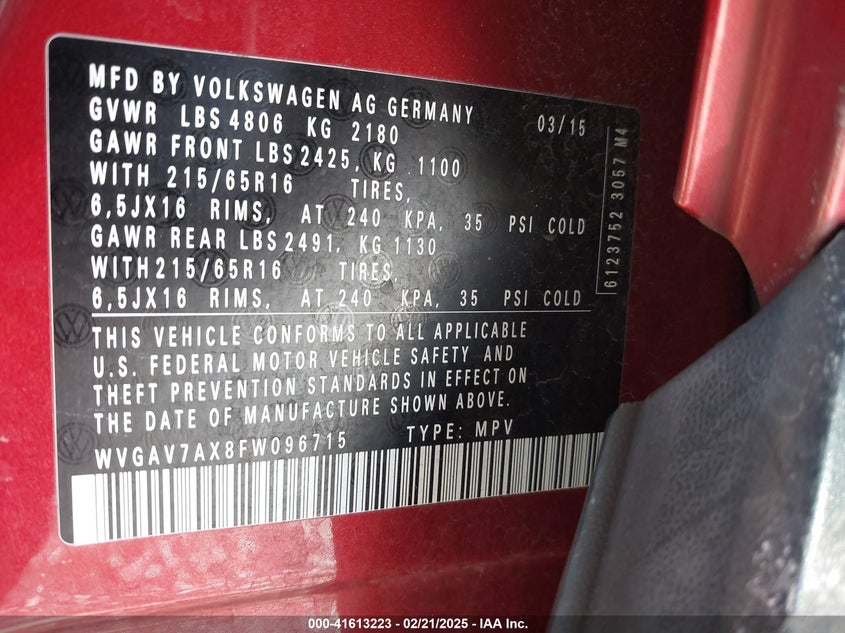 MFD BY VOLKSWAGEN AG GERMANY
GVWR LBS 4806 KG 2180 03/15
GAWR FRONT LBS 2425, KG 1100
WITH 215/65R16 TIRES,
6,5JX16 RIMS, AT 240 KPA, 35 PSI COLD
GAWR REAR LBS 2491, KG 1130
WITH 215/65R16 TIRES,
6,5JX16 RIMS, AT 240 KPA, 35 PSI COLD
THIS VEHICLE CONFORMS TO ALL APPLICABLE
U.S. FEDERAL MOTOR VEHICLE SAFETY AND
THEFT PREVENTION STANDARDS IN EFFECT ON
THE DATE OF MANUFACTURE SHOWN ABOVE.
WVGAV7AX8FW096715 TYPE: MPV
6123752 3057 M4
000-41613223 - 02/21/2025 - IAA Inc.